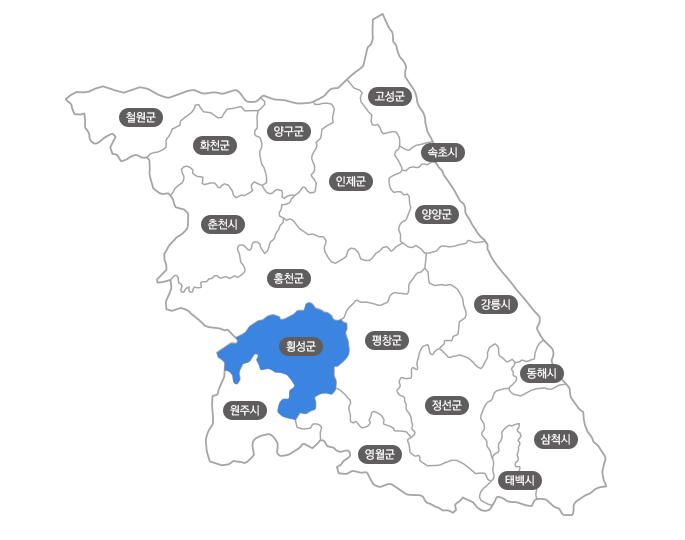 고성군
철원군
양구군
화천군
속초시
인제군
양양군
춘천시
홍천군
강릉시
평창군
횡성군
동해시
정선군
원주시
삼척시
영월군
태백시